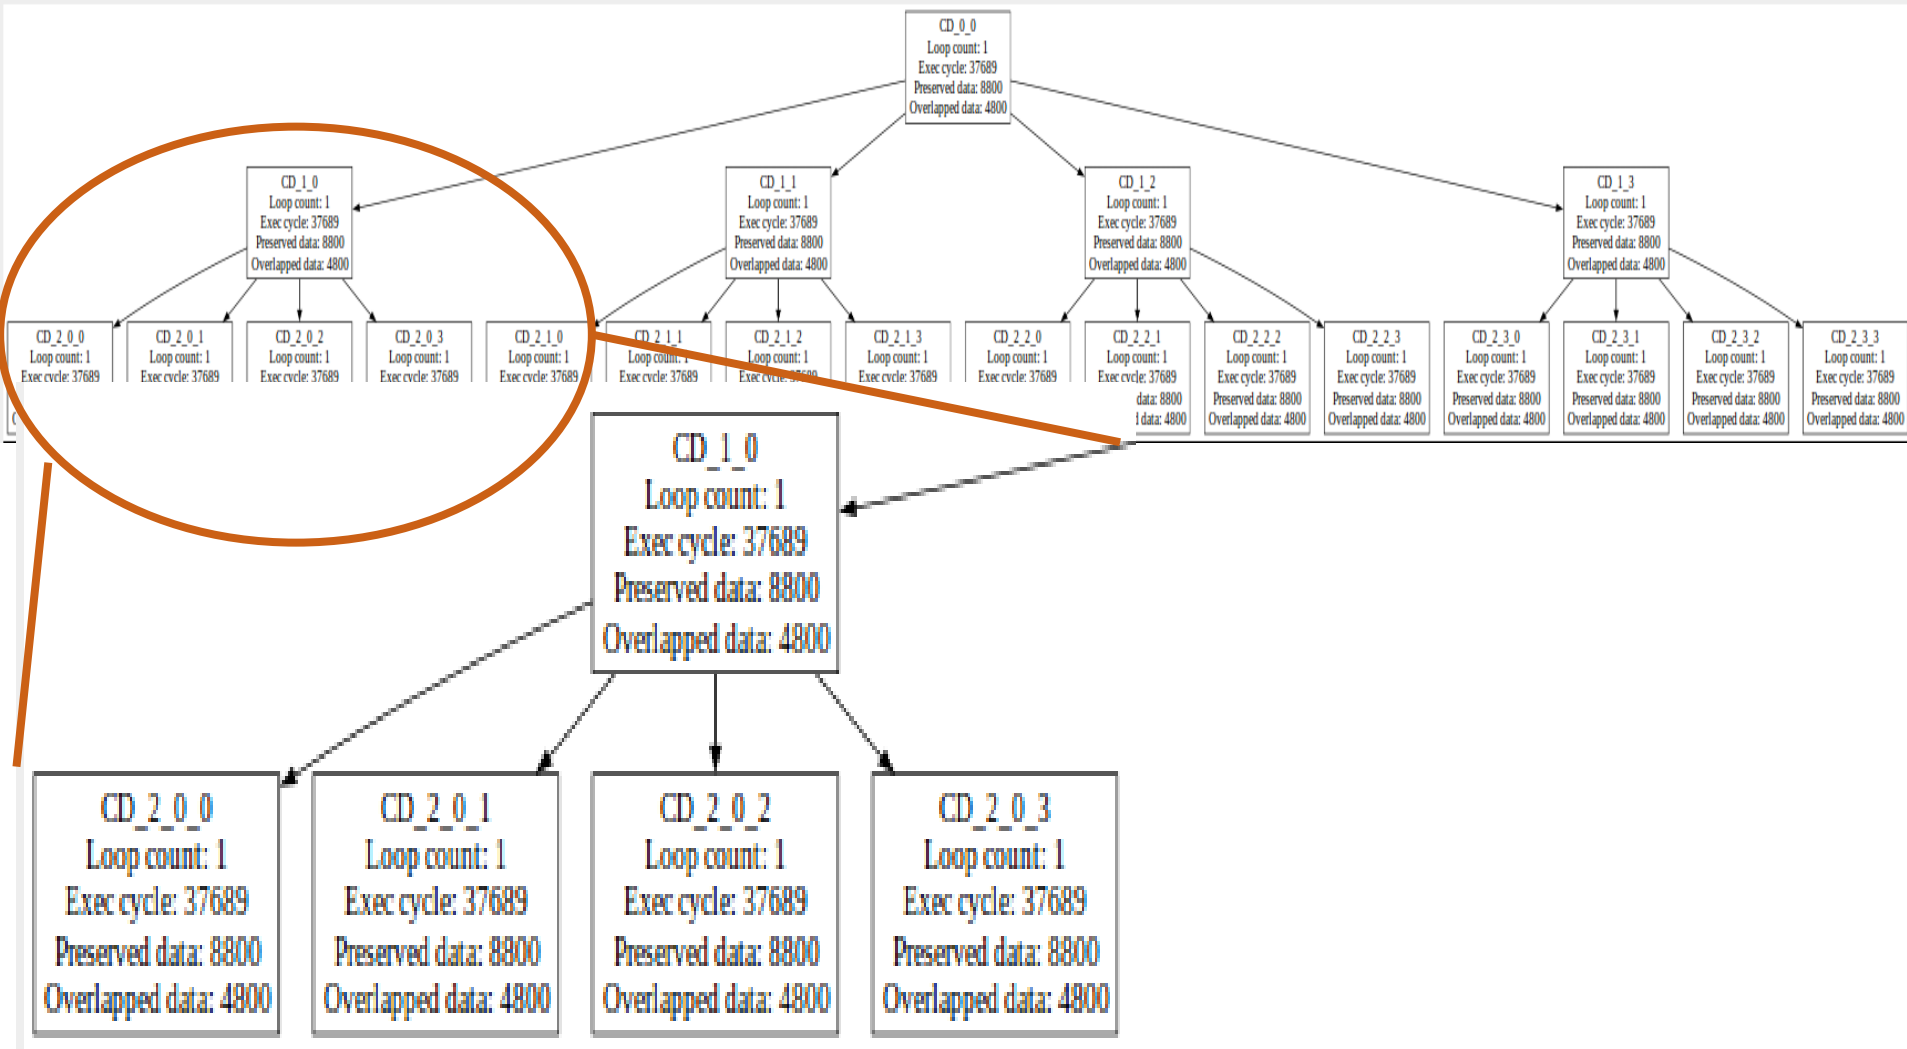 CD_0_0
Loop count: 1
Exec cycle: 37689
Preserved data: 8800
Overlapped data: 4800
CD_1_0
Loop count: 1
Exec cycle: 37689
Preserved data: 8800
Overlapped data: 4800
CD_1_1
Loop count: 1
Exec cycle: 37689
Preserved data: 8800
Overlapped data: 4800
CD_1_2
Loop count: 1
Exec cycle: 37689
Preserved data: 8800
Overlapped data: 4800
CD_1_3
Loop count: 1
Exec cycle: 37689
Preserved data: 8800
Overlapped data: 4800
CD_2_0_0
Loop count: 1
Exec cycle: 37689
CD_2_0_1
Loop count: 1
Exec cycle: 37689
CD_2_0_2
Loop count: 1
Exec cycle: 37689
CD_2_0_3
Loop count: 1
Exec cycle: 37689
CD_2_1_0
Loop count: 1
Exec cycle: 37689
CD_2_1_1
Loop count: 1
Exec cycle: 37689
CD_2_1_2
Loop count: 1
Exec cycle: 37689
CD_2_1_3
Loop count: 1
Exec cycle: 37689
CD_2_2_0
Loop count: 1
Exec cycle: 37689
CD_2_2_1
Loop count: 1
Exec cycle: 37689
data: 8800
data: 4800
CD_2_2_2
Loop count: 1
Exec cycle: 37689
Preserved data: 8800
Overlapped data: 4800
CD_2_2_3
Loop count: 1
Exec cycle: 37689
Preserved data: 8800
Overlapped data: 4800
CD_2_3_0
Loop count: 1
Exec cycle: 37689
Preserved data: 8800
Overlapped data: 4800
CD_2_3_1
Loop count: 1
Exec cycle: 37689
Preserved data: 8800
Overlapped data: 4800
CD_2_3_2
Loop count: 1
Exec cycle: 37689
Preserved data: 8800
Overlapped data: 4800
CD_2_3_3
Loop count: 1
Exec cycle: 37689
Preserved data: 8800
Overlapped data: 4800
CD_1_0
Loop count: 1
Exec cycle: 37689
Preserved data: 8800
Overlapped data: 4800
CD_2_0_0
Loop count: 1
Exec cycle: 37689
Preserved data: 8800
Overlapped data: 4800
CD_2_0_1
Loop count: 1
Exec cycle: 37689
Preserved data: 8800
Overlapped data: 4800
CD_2_0_2
Loop count: 1
Exec cycle: 37689
Preserved data: 8800
Overlapped data: 4800
CD_2_0_3
Loop count: 1
Exec cycle: 37689
Preserved data: 8800
Overlapped data: 4800